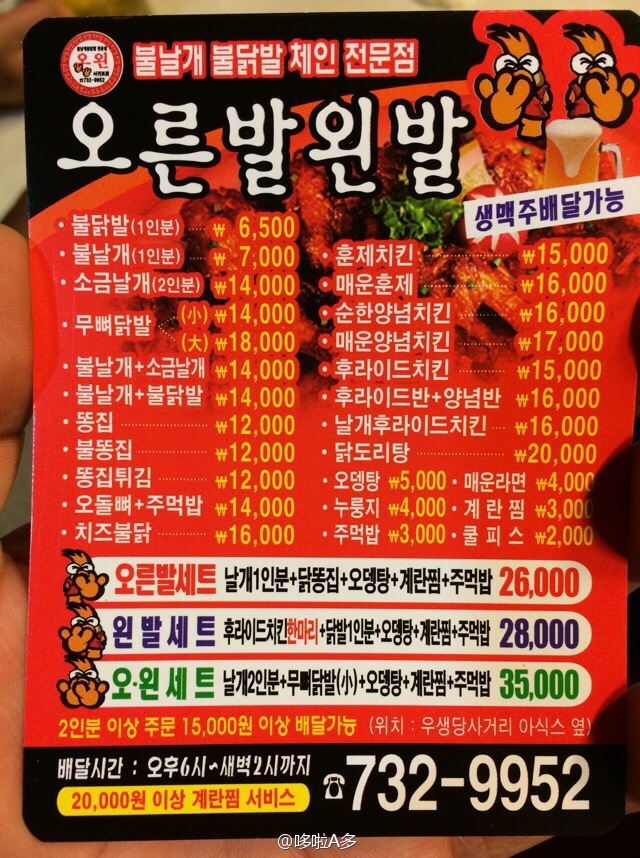 오윈
732-9952
불날개 불닭발 체인 전문점
오른발왼발
생맥주배달가능
· 불닭발(1인분) ₩ 6,500
· 불날개(1인분) ₩ 7,000
· 소금날개(2인분) ₩14,000
· 무뼈닭발 (小) ₩14,000
(大) ₩18,000
· 불날개+소금날개 ₩14,000
· 불날개+불닭발 ₩14,000
· 똥집 ₩12,000
· 불똥집 ₩12,000
· 똥집튀김 ₩12,000
· 오돌뼈+주먹밥 ₩14,000
· 치즈불닭 ₩16,000
· 훈제치킨 ₩15,000
· 매운훈제 ₩16,000
· 순한양념치킨 ₩16,000
· 매운양념치킨 ₩17,000
· 후라이드치킨 ₩15,000
· 후라이드반+양념반 ₩16,000
· 날개후라이드치킨 ₩16,000
· 닭도리탕 ₩20,000
· 오뎅탕 ₩5,000 · 매운라면 ₩4,000
· 누룽지 ₩4,000 · 계란찜 ₩3,000
· 주먹밥 ₩3,000 · 쿨피스 ₩2,000
오른발세트 날개1인분+닭똥집+오뎅탕+계란찜+주먹밥 26,000
왼발세트 후라이드치킨한마리+닭발1인분+오뎅탕+계란찜+주먹밥 28,000
오·왼세트 날개2인분+무뼈닭발(小)+오뎅탕+계란찜+주먹밥 35,000
2인분 이상 주문 15,000원 이상 배달가능 (위치 : 우생당사거리 아식스 옆)
배달시간 : 오후6시~새벽2시까지
20,000원 이상 계란찜 서비스
☎732-9952
@哆啦A多